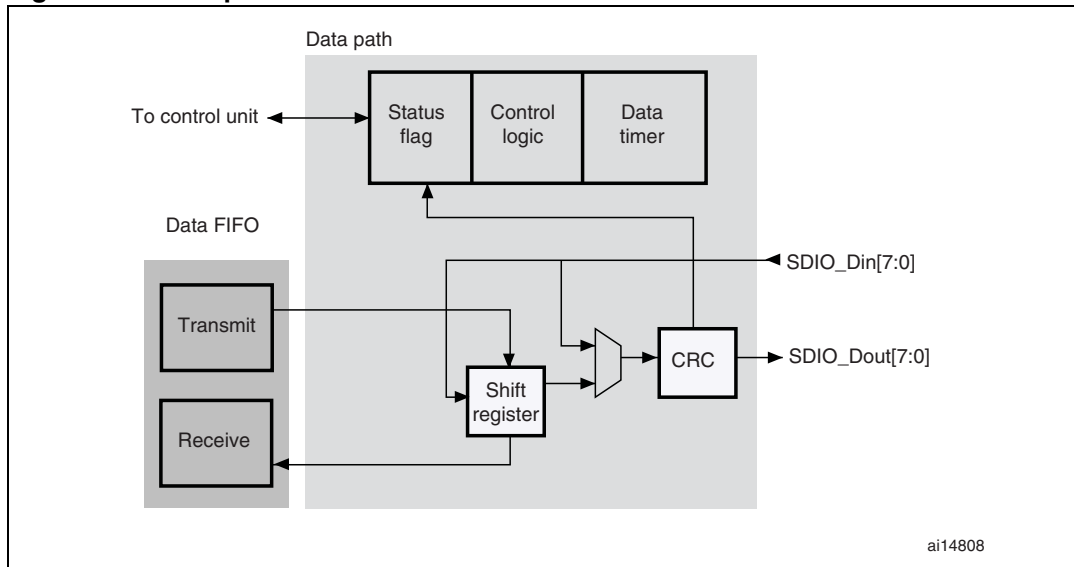 Data path
To control unit
Status
flag
Control
logic
Data
timer
Data FIFO
SDIO_Din[7:0]
Transmit
SDIO_Dout[7:0]
CRC
Shift
register
Receive
ai14808